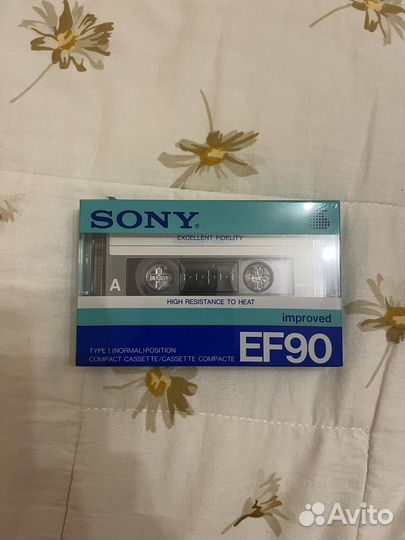 SONY®
EXCELLENT FIDELITY
A
HIGH RESISTANCE TO HEAT
improved
TYPE I (NORMAL) POSITION
COMPACT CASSETTE/CASSETTE COMPACTE
EF90
Avito